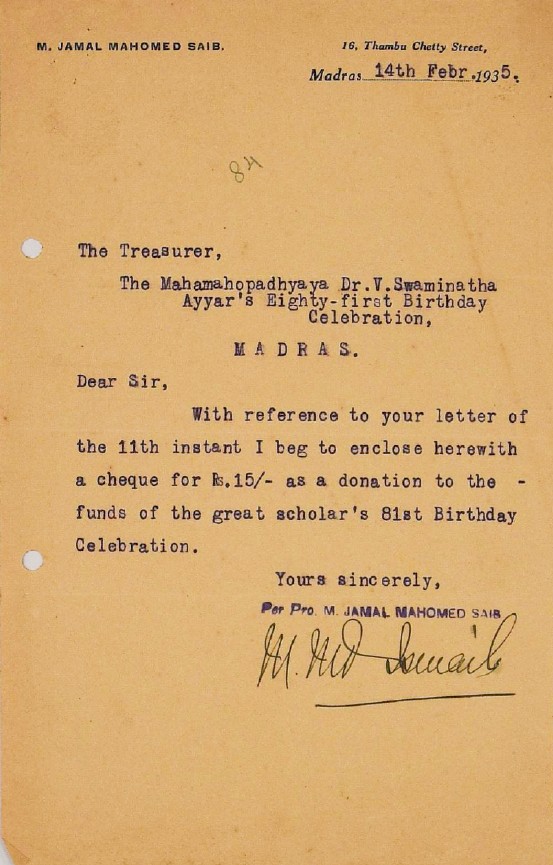 M. JAMAL MAHOMED SAIB.
16, Thambu Chetty Street,
Madras 14th Febr. 1935.
84
The Treasurer,
The Mahamahopadhyaya Dr.V.Swaminatha
Ayyar's Eighty-first Birthday
Celebration,
M A D R A S.
Dear Sir,
With reference to your letter of
the 11th instant I beg to enclose herewith
a cheque for Rs.15/- as a donation to the -
funds of the great scholar's 81st Birthday
Celebration.
Yours sincerely,
Per Pro. M. JAMAL MAHOMED SAIB
M. Md Ismail